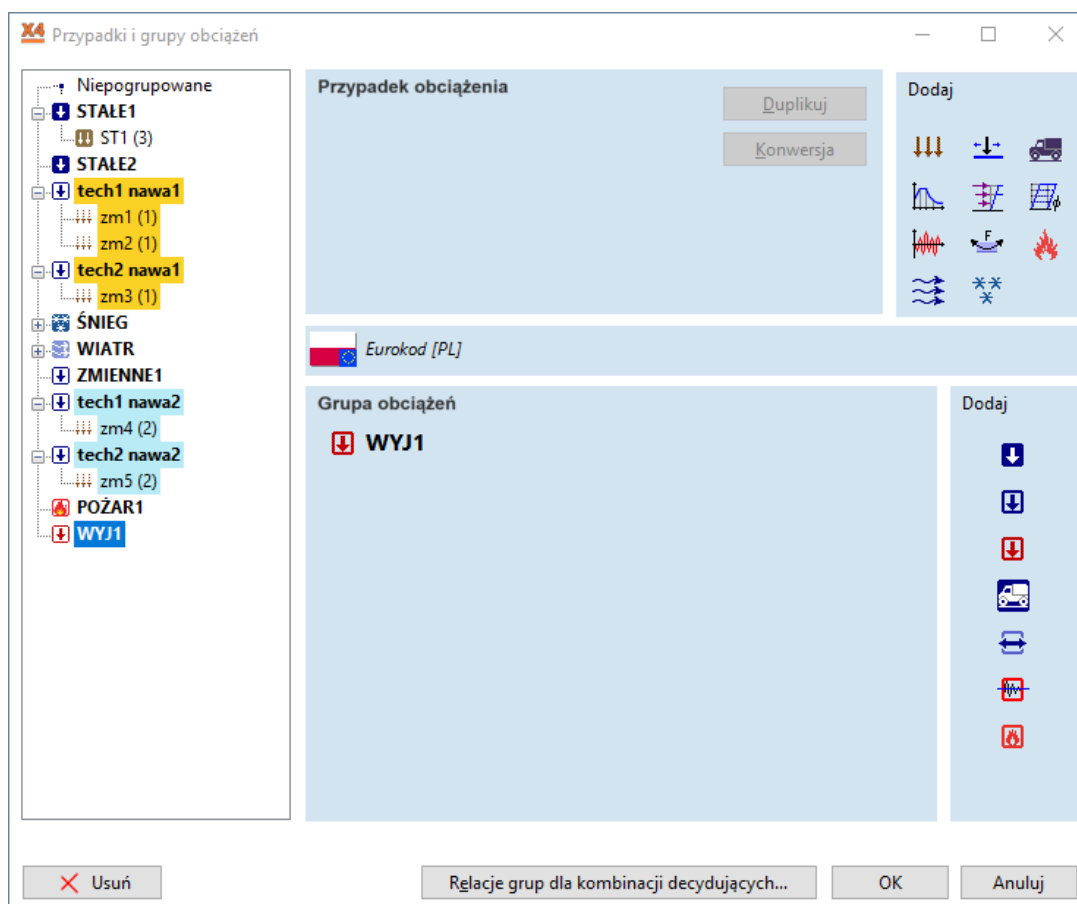 X4 Przypadki i grupy obciążeń
Niepogrupowane
STAŁE1
ST1 (3)
STAŁE2
tech1 nawa1
zm1 (1)
zm2 (1)
tech2 nawa1
zm3 (1)
ŚNIEG
WIATR
ZMIENNE1
tech1 nawa2
zm4 (2)
tech2 nawa2
zm5 (2)
POŻAR1
WYJ1
Przypadek obciążenia
Duplikuj
Konwersja
Dodaj
F
ϕ
Eurokod [PL]
Grupa obciążeń
WYJ1
Dodaj
Usuń
Relacje grup dla kombinacji decydujących...
OK
Anuluj